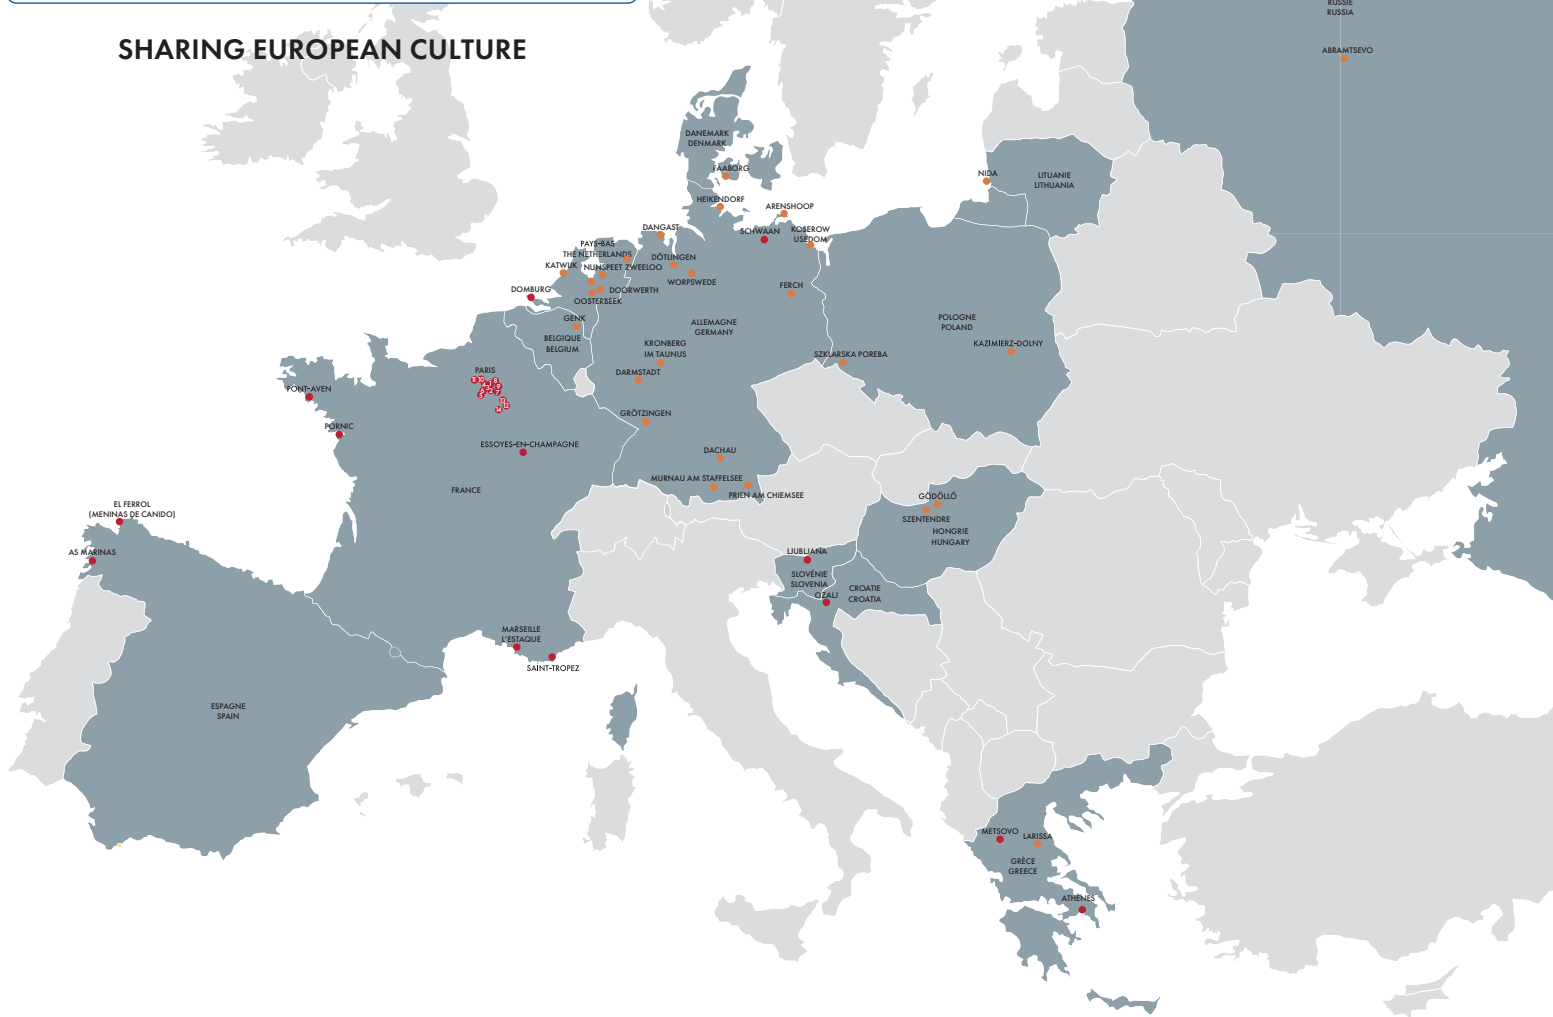 RUSSIE
RUSSIA
SHARING EUROPEAN CULTURE
ABRAMTSEVO
DANEMARK
DENMARK
FAABORG
NIDA
LITUANIE
LITHUANIA
HEIKENDORF
ARENSHOOP
DANGAST
SCHWAAN
KOSEROW
USEDOM
PAYS-BAS
THE NETHERLANDS
DÖTLINGEN
KATWIJK
NUNSPEET ZWEELOO
WORPSWEDE
DOMBURG
DOORWERTH
OOSTERBEEK
FERCH
GENK
ALLEMAGNE
GERMANY
POLOGNE
POLAND
BELGIQUE
BELGIUM
KRONBERG
IM TAUNUS
KAZIMIERZ-DOLNY
SZKLARSKA POREBA
PARIS
DARMSTADT
PONT-AVEN
GRÖTZINGEN
PORNIC
ESSOYES-EN-CHAMPAGNE
DACHAU
MURNAU AM STAFFELSEE
FRANCE
PRIEN AM CHIEMSEE
GÖDÖLLŐ
EL FERROL
(MENINAS DE CANIDO)
SZENTENDRE
HONGRIE
HUNGARY
AS MARINAS
LJUBLJANA
SLOVÉNIE
SLOVENIA
CROATIE
CROATIA
OZALJ
MARSEILLE
L'ESTAQUE
SAINT-TROPEZ
ESPAGNE
SPAIN
METSOVO
LARISSA
GRÈCE
GREECE
ATHÈNES